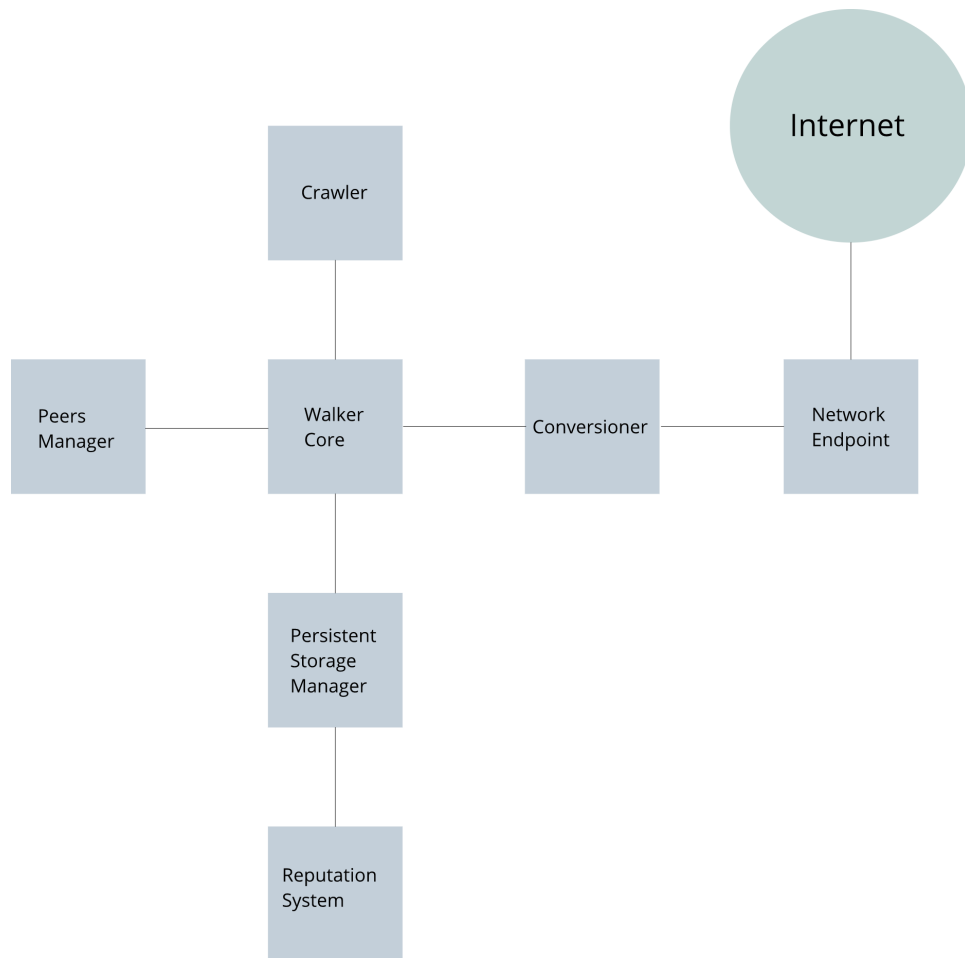 Internet
Crawler
Peers
Manager
Walker
Core
Conversioner
Network
Endpoint
Persistent
Storage
Manager
Reputation
System